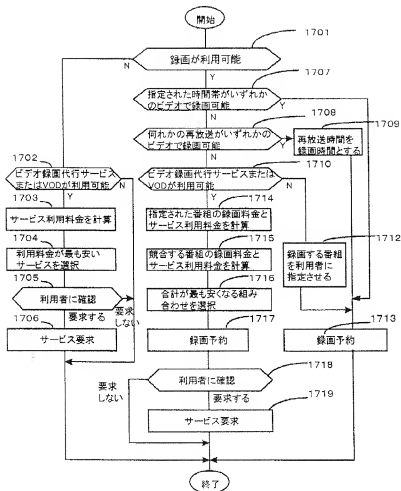 開始
1701
録画が利用可能
N
Y
1707
指定された時間帯がいずれか
のビデオで録画可能
Y
N
1708
何れかの再放送がいずれかの
ビデオで録画可能
Y
N
1709
再放送時間を
録画時間とする
1702
ビデオ録画代行サービス
またはVODが利用可能
N
Y
1710
ビデオ録画代行サービスまたは
VODが利用可能
N
Y
1703
サービス利用料金を計算
1714
指定された番組の録画料金と
サービス利用料金を計算
1704
利用料金が最も安い
サービスを選択
1715
競合する番組の録画料金と
サービス利用料金を計算
1712
録画する番組
を利用者に
指定させる
1705
利用者に確認
要求する
要求
しない
1716
合計が最も安くなる組み
合わせを選択
1706
サービス要求
1717
録画予約
1713
録画予約
1718
利用者に確認
要求
しない
要求する
1719
サービス要求
終了